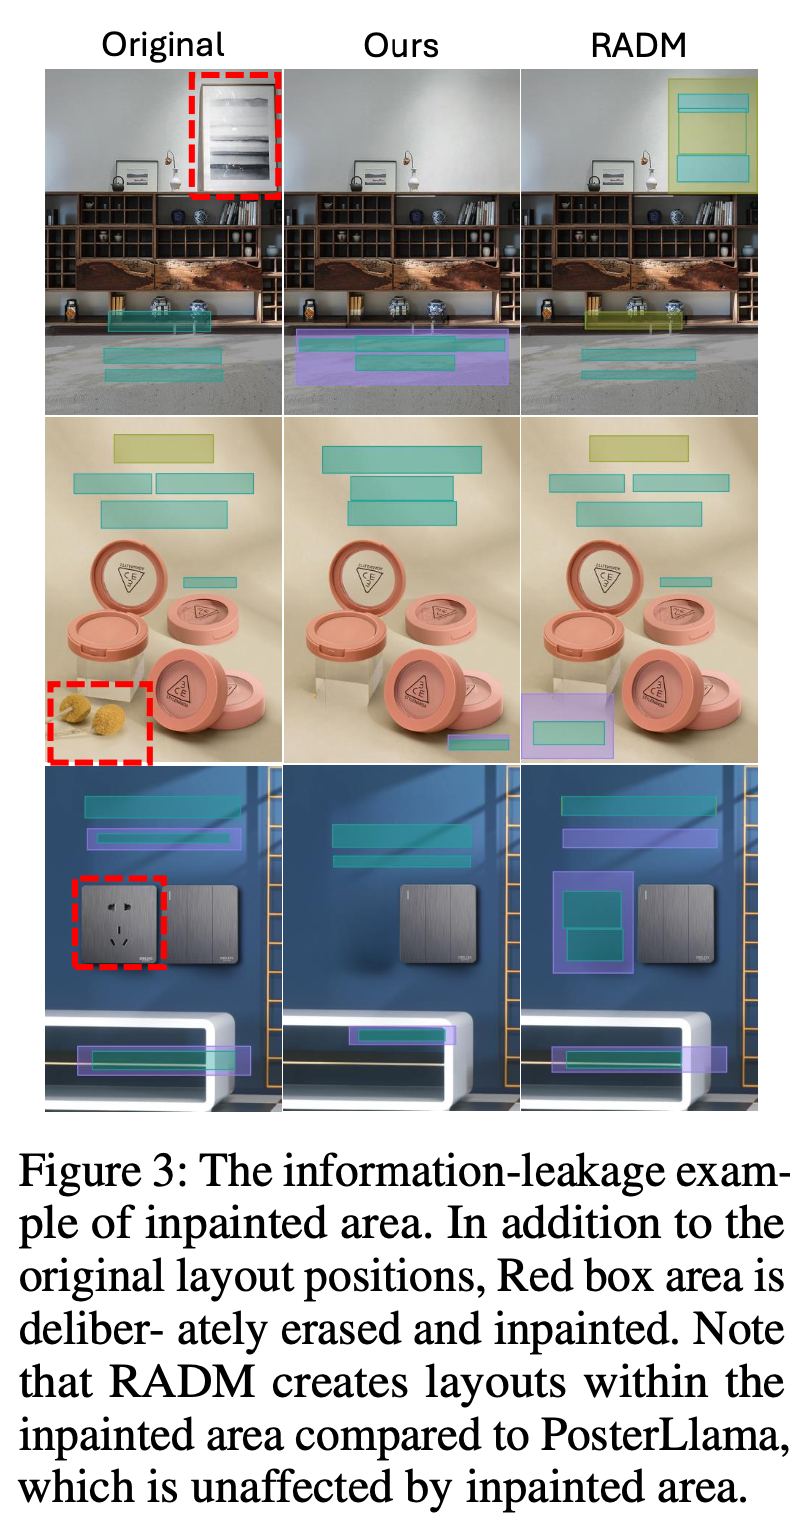 Original Ours RADM
Figure 3: The information-leakage exam-
ple of inpainted area. In addition to the
original layout positions, Red box area is
deliber- ately erased and inpainted. Note
that RADM creates layouts within the
inpainted area compared to PosterLlama,
which is unaffected by inpainted area.